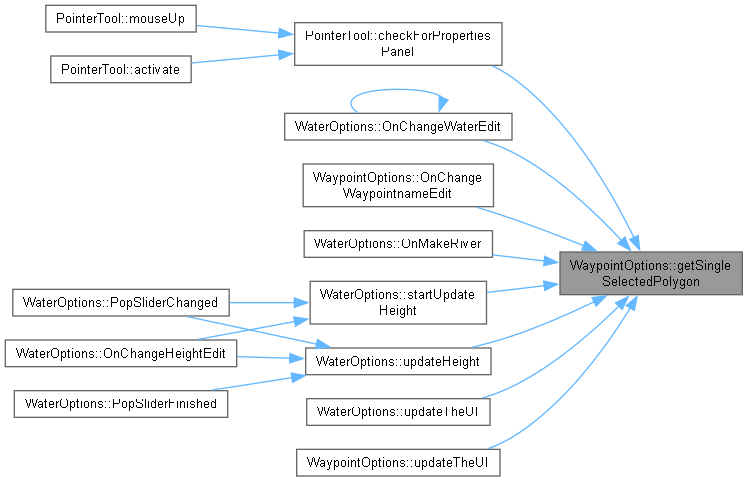 PointerTool::mouseUp
PointerTool::activate
PointerTool::checkForProperties
Panel
WaterOptions::OnChangeWaterEdit
WaypointOptions::OnChange
WaypointnameEdit
WaterOptions::OnMakeRiver
WaterOptions::startUpdate
Height
WaterOptions::PopSliderChanged
WaterOptions::OnChangeHeightEdit
WaterOptions::updateHeight
WaterOptions::PopSliderFinished
WaterOptions::updateTheUI
WaypointOptions::updateTheUI
WaypointOptions::getSingle
SelectedPolygon